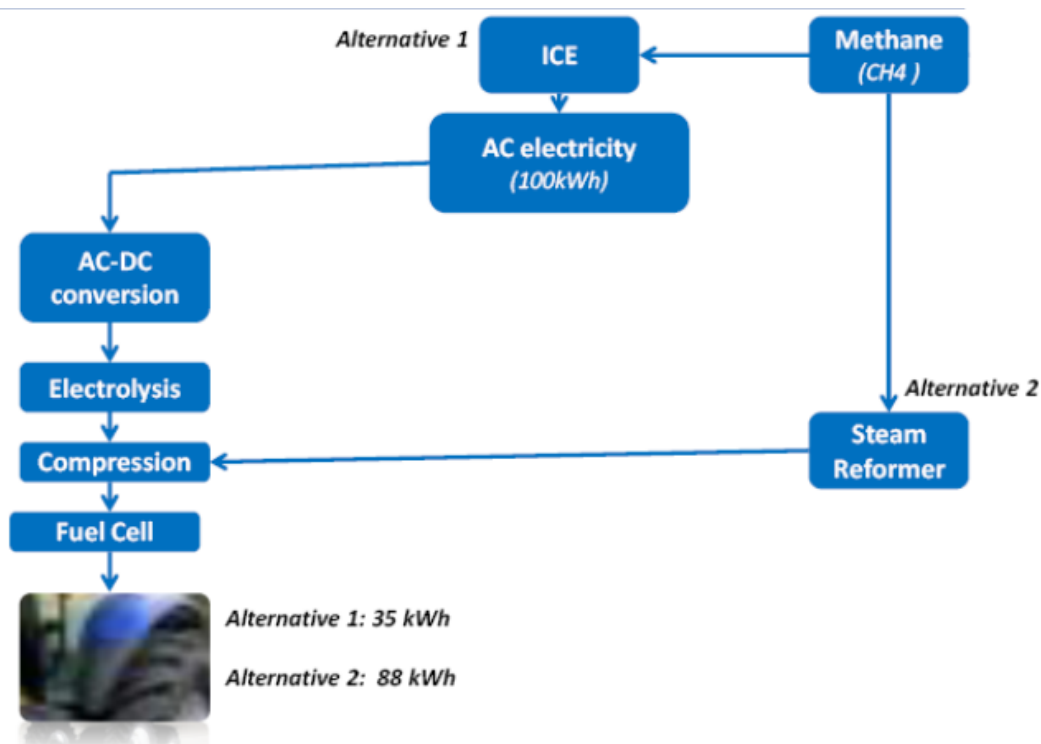 Alternative 1
ICE
Methane
(CH4 )
AC electricity
(100kWh)
AC-DC
conversion
Electrolysis
Alternative 2
Steam
Reformer
Compression
Fuel Cell
Alternative 1: 35 kWh
Alternative 2:  88 kWh